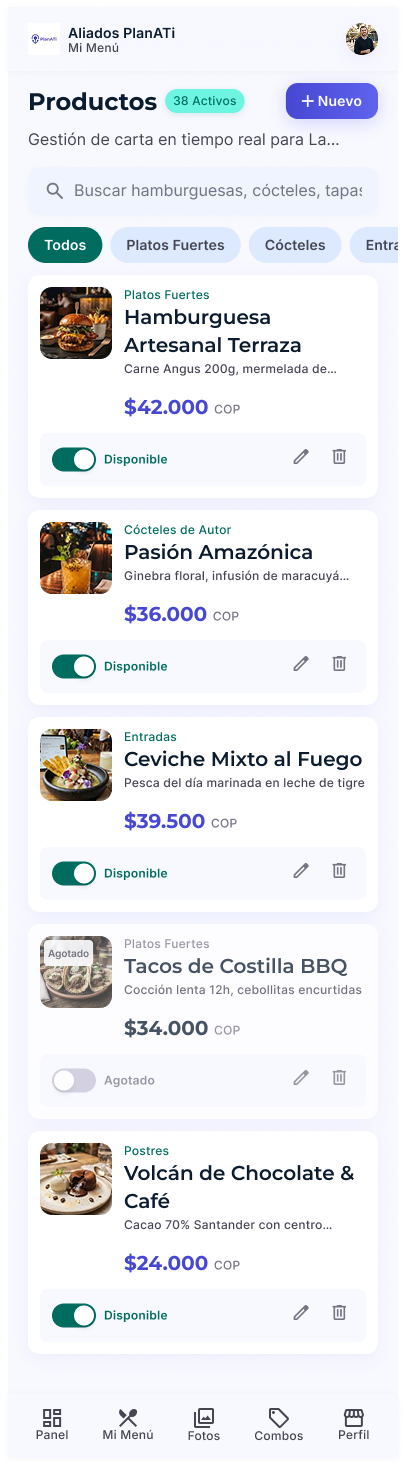 PlanATi
Aliados PlanATi
Mi Menú
Productos
38 Activos
Nuevo
Gestión de carta en tiempo real para La...
Buscar hamburguesas, cócteles, tapas
Todos
Platos Fuertes
Cócteles
Entra
Platos Fuertes
Hamburguesa
Artesanal Terraza
Carne Angus 200g, mermelada de...
$42.000 COP
Disponible
Cócteles de Autor
Pasión Amazónica
Ginebra floral, infusión de maracuyá...
$36.000 COP
Disponible
Entradas
Ceviche Mixto al Fuego
Pesca del día marinada en leche de tigre
$39.500 COP
Disponible
Agotado
Platos Fuertes
Tacos de Costilla BBQ
Cocción lenta 12h, cebollitas encurtidas
$34.000 COP
Agotado
Postres
Volcán de Chocolate &
Café
Cacao 70% Santander con centro...
$24.000 COP
Disponible
Panel
Mi Menú
Fotos
Combos
Perfil